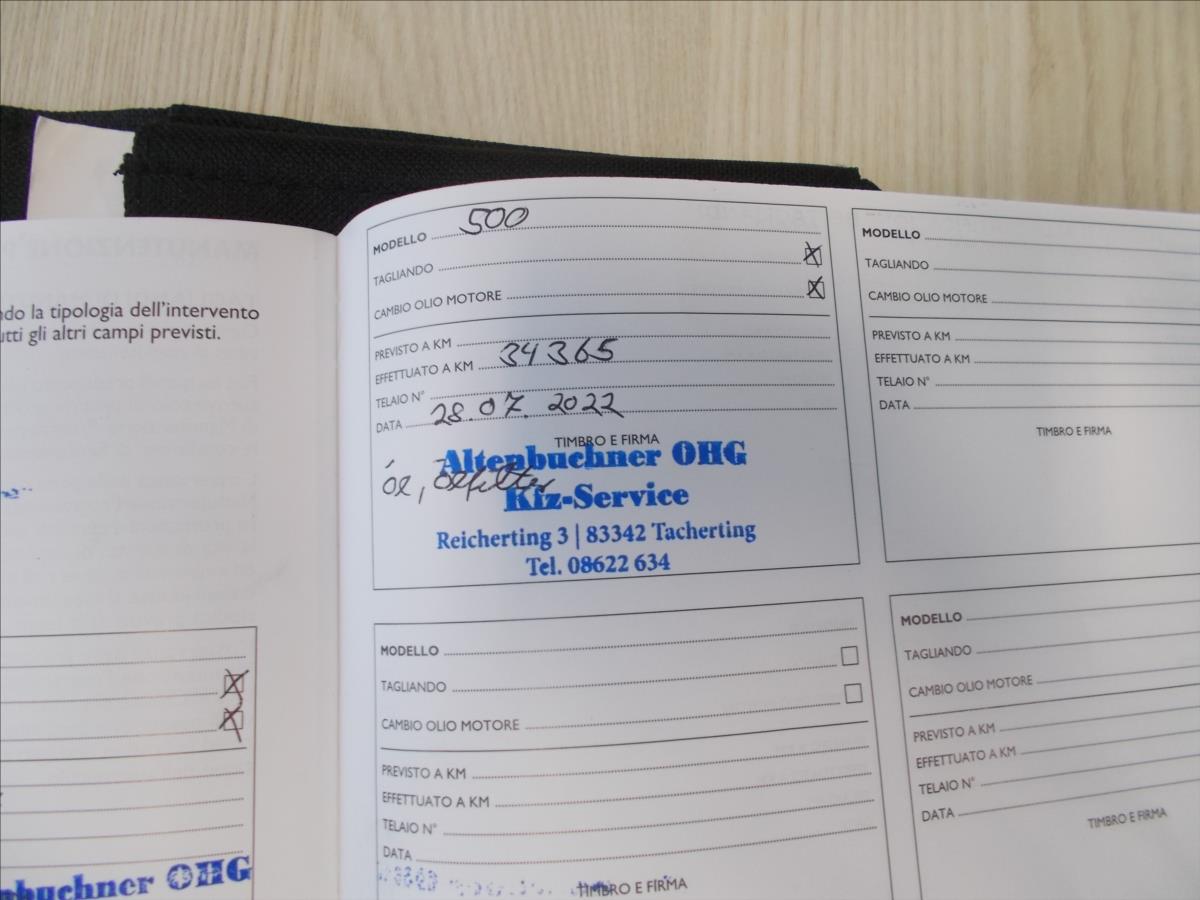 ndo la tipologia dell'intervento
utti gli altri campi previsti.
nbuchner OHG
MODELLO 500
TAGLIANDO
CAMBIO OLIO MOTORE
PREVISTO A KM
EFFETTUATO A KM 34365
TELAIO N°
DATA 28.07.2022
TIMBRO E FIRMA
Altenbuchner OHG
Öl, Ölfilter
Kfz-Service
Reicherting 3 | 83342 Tacherting
Tel. 08622 634
MODELLO
TAGLIANDO
CAMBIO OLIO MOTORE
PREVISTO A KM
EFFETTUATO A KM
TELAIO N°
DATA
TIMBRO E FIRMA
MODELLO
TAGLIANDO
CAMBIO OLIO MOTORE
PREVISTO A KM
EFFETTUATO A KM
TELAIO N°
DATA
TIMBRO E FIRMA
MODELLO
TAGLIANDO
CAMBIO OLIO MOTORE
PREVISTO A KM
EFFETTUATO A KM
TELAIO N°
DATA
TIMBRO E FIRMA